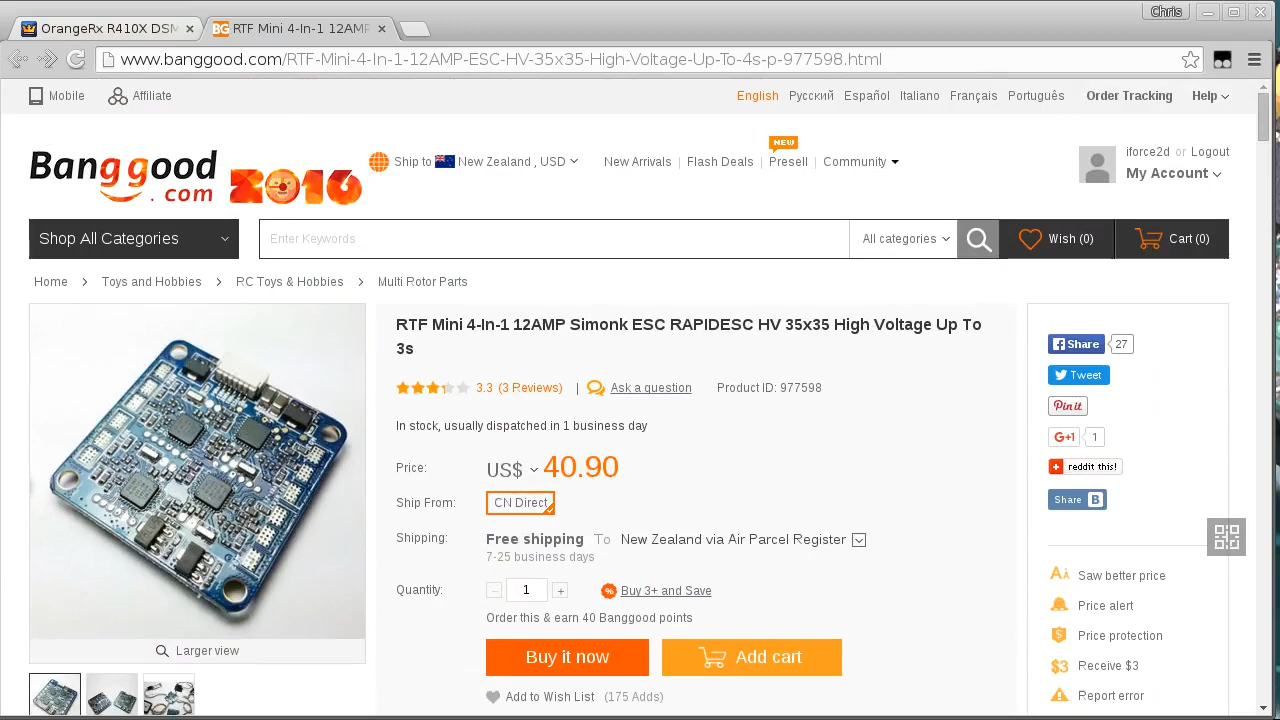 Chris
OrangeRx R410X DSM
RTF Mini 4-In-1 12AMP
www.banggood.com/RTF-Mini-4-In-1-12AMP-ESC-HV-35x35-High-Voltage-Up-To-4s-p-977598.html
Mobile Affiliate English Русский Español Italiano Français Português Order Tracking Help
NEW
Banggood.com 2016
Ship to New Zealand , USD New Arrivals | Flash Deals | Presell | Community
iforce2d or Logout
My Account
Shop All Categories Enter Keywords All categories Wish (0) Cart (0)
Home > Toys and Hobbies > RC Toys & Hobbies > Multi Rotor Parts
RTF Mini 4-In-1 12AMP Simonk ESC RAPIDESC HV 35x35 High Voltage Up To
3s
3.3 (3 Reviews) | Ask a question Product ID: 977598
In stock, usually dispatched in 1 business day
Price: US$ 40.90
Ship From: CN Direct
Shipping: Free shipping To New Zealand via Air Parcel Register
7-25 business days
Quantity: − 1 + % Buy 3+ and Save
Order this & earn 40 Banggood points
Buy it now Add cart
Add to Wish List (175 Adds)
Larger view
Share 27
Tweet
Pin it
G+1 1
reddit this!
Share B
Saw better price
Price alert
$ Price protection
$3 Receive $3
Report error